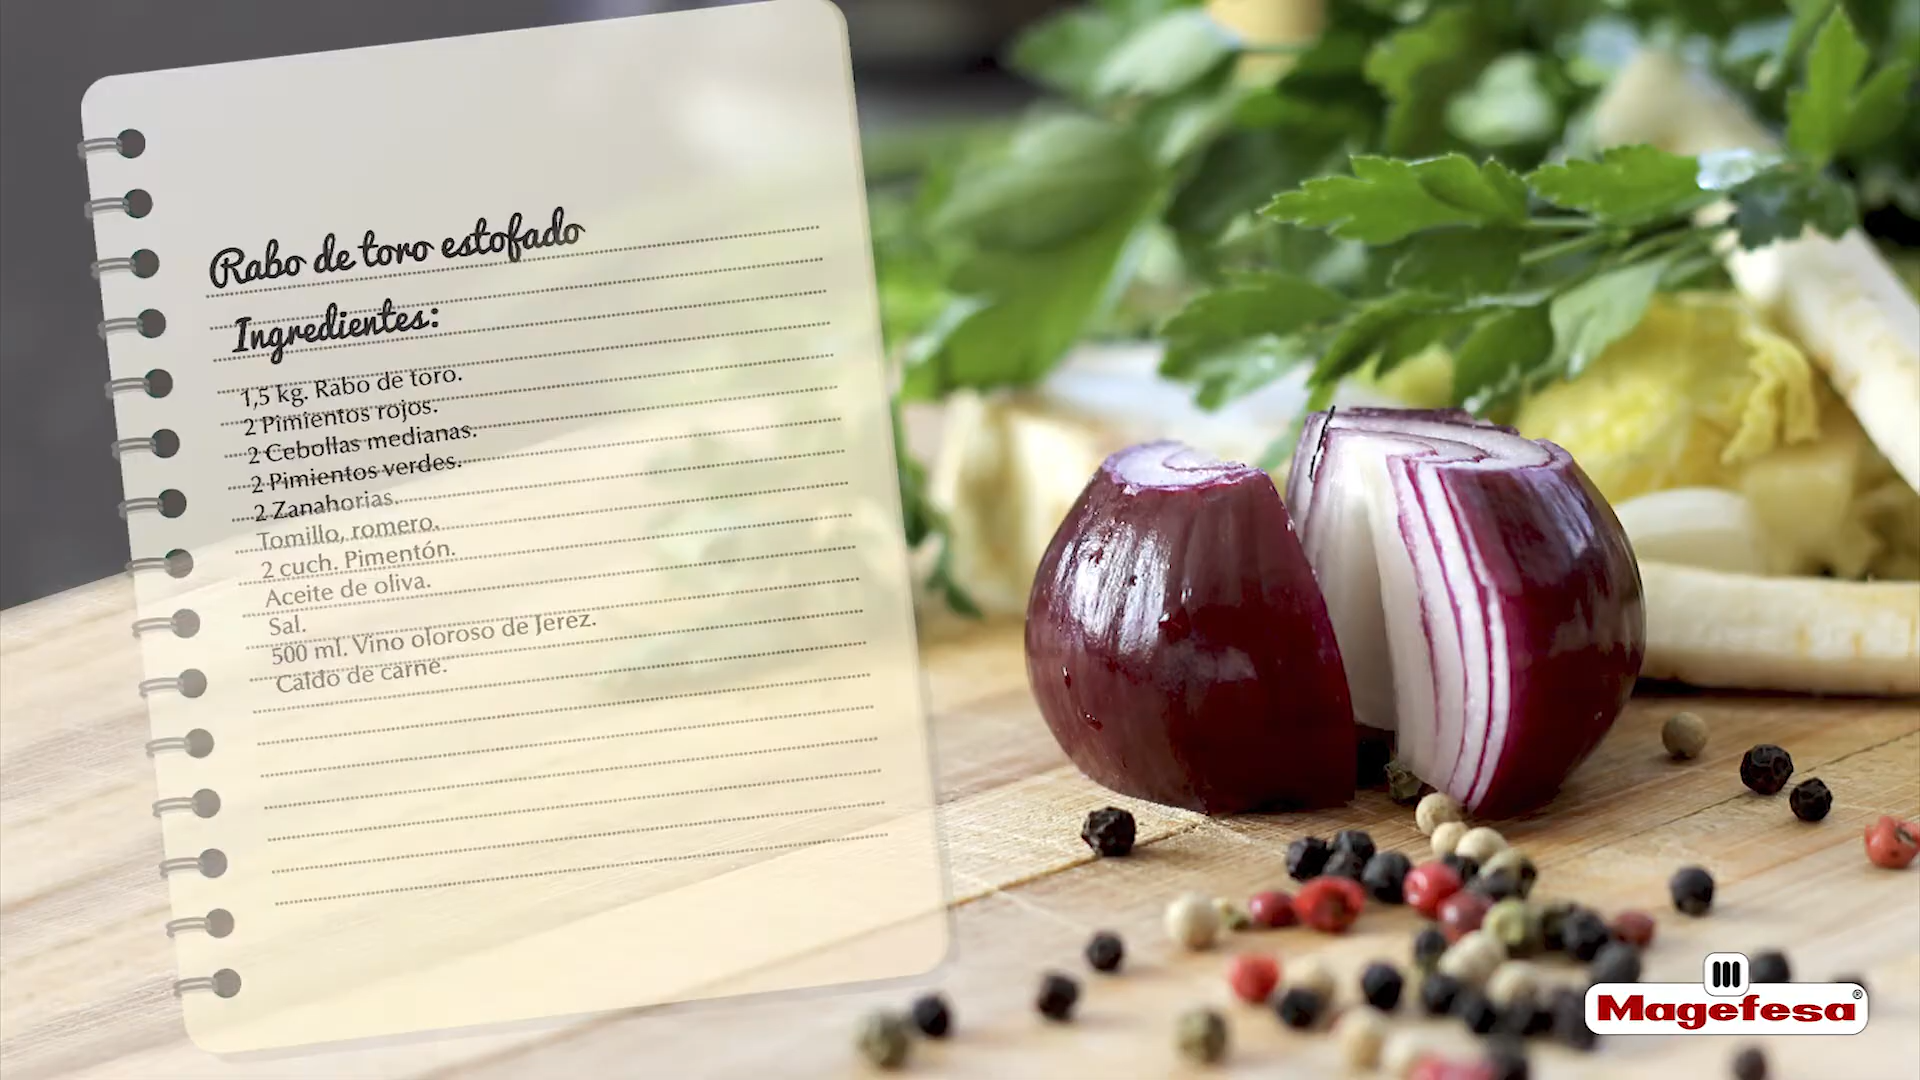 Rabo de toro estofado
Ingredientes:
1,5 kg. Rabo de toro.
2 Pimientos rojos.
2 Cebollas medianas.
2 Pimientos verdes.
2 Zanahorias.
Tomillo, romero.
2 cuch. Pimentón.
Aceite de oliva.
Sal.
500 ml. Vino oloroso de Jerez.
Caldo de carne.
Magefesa®